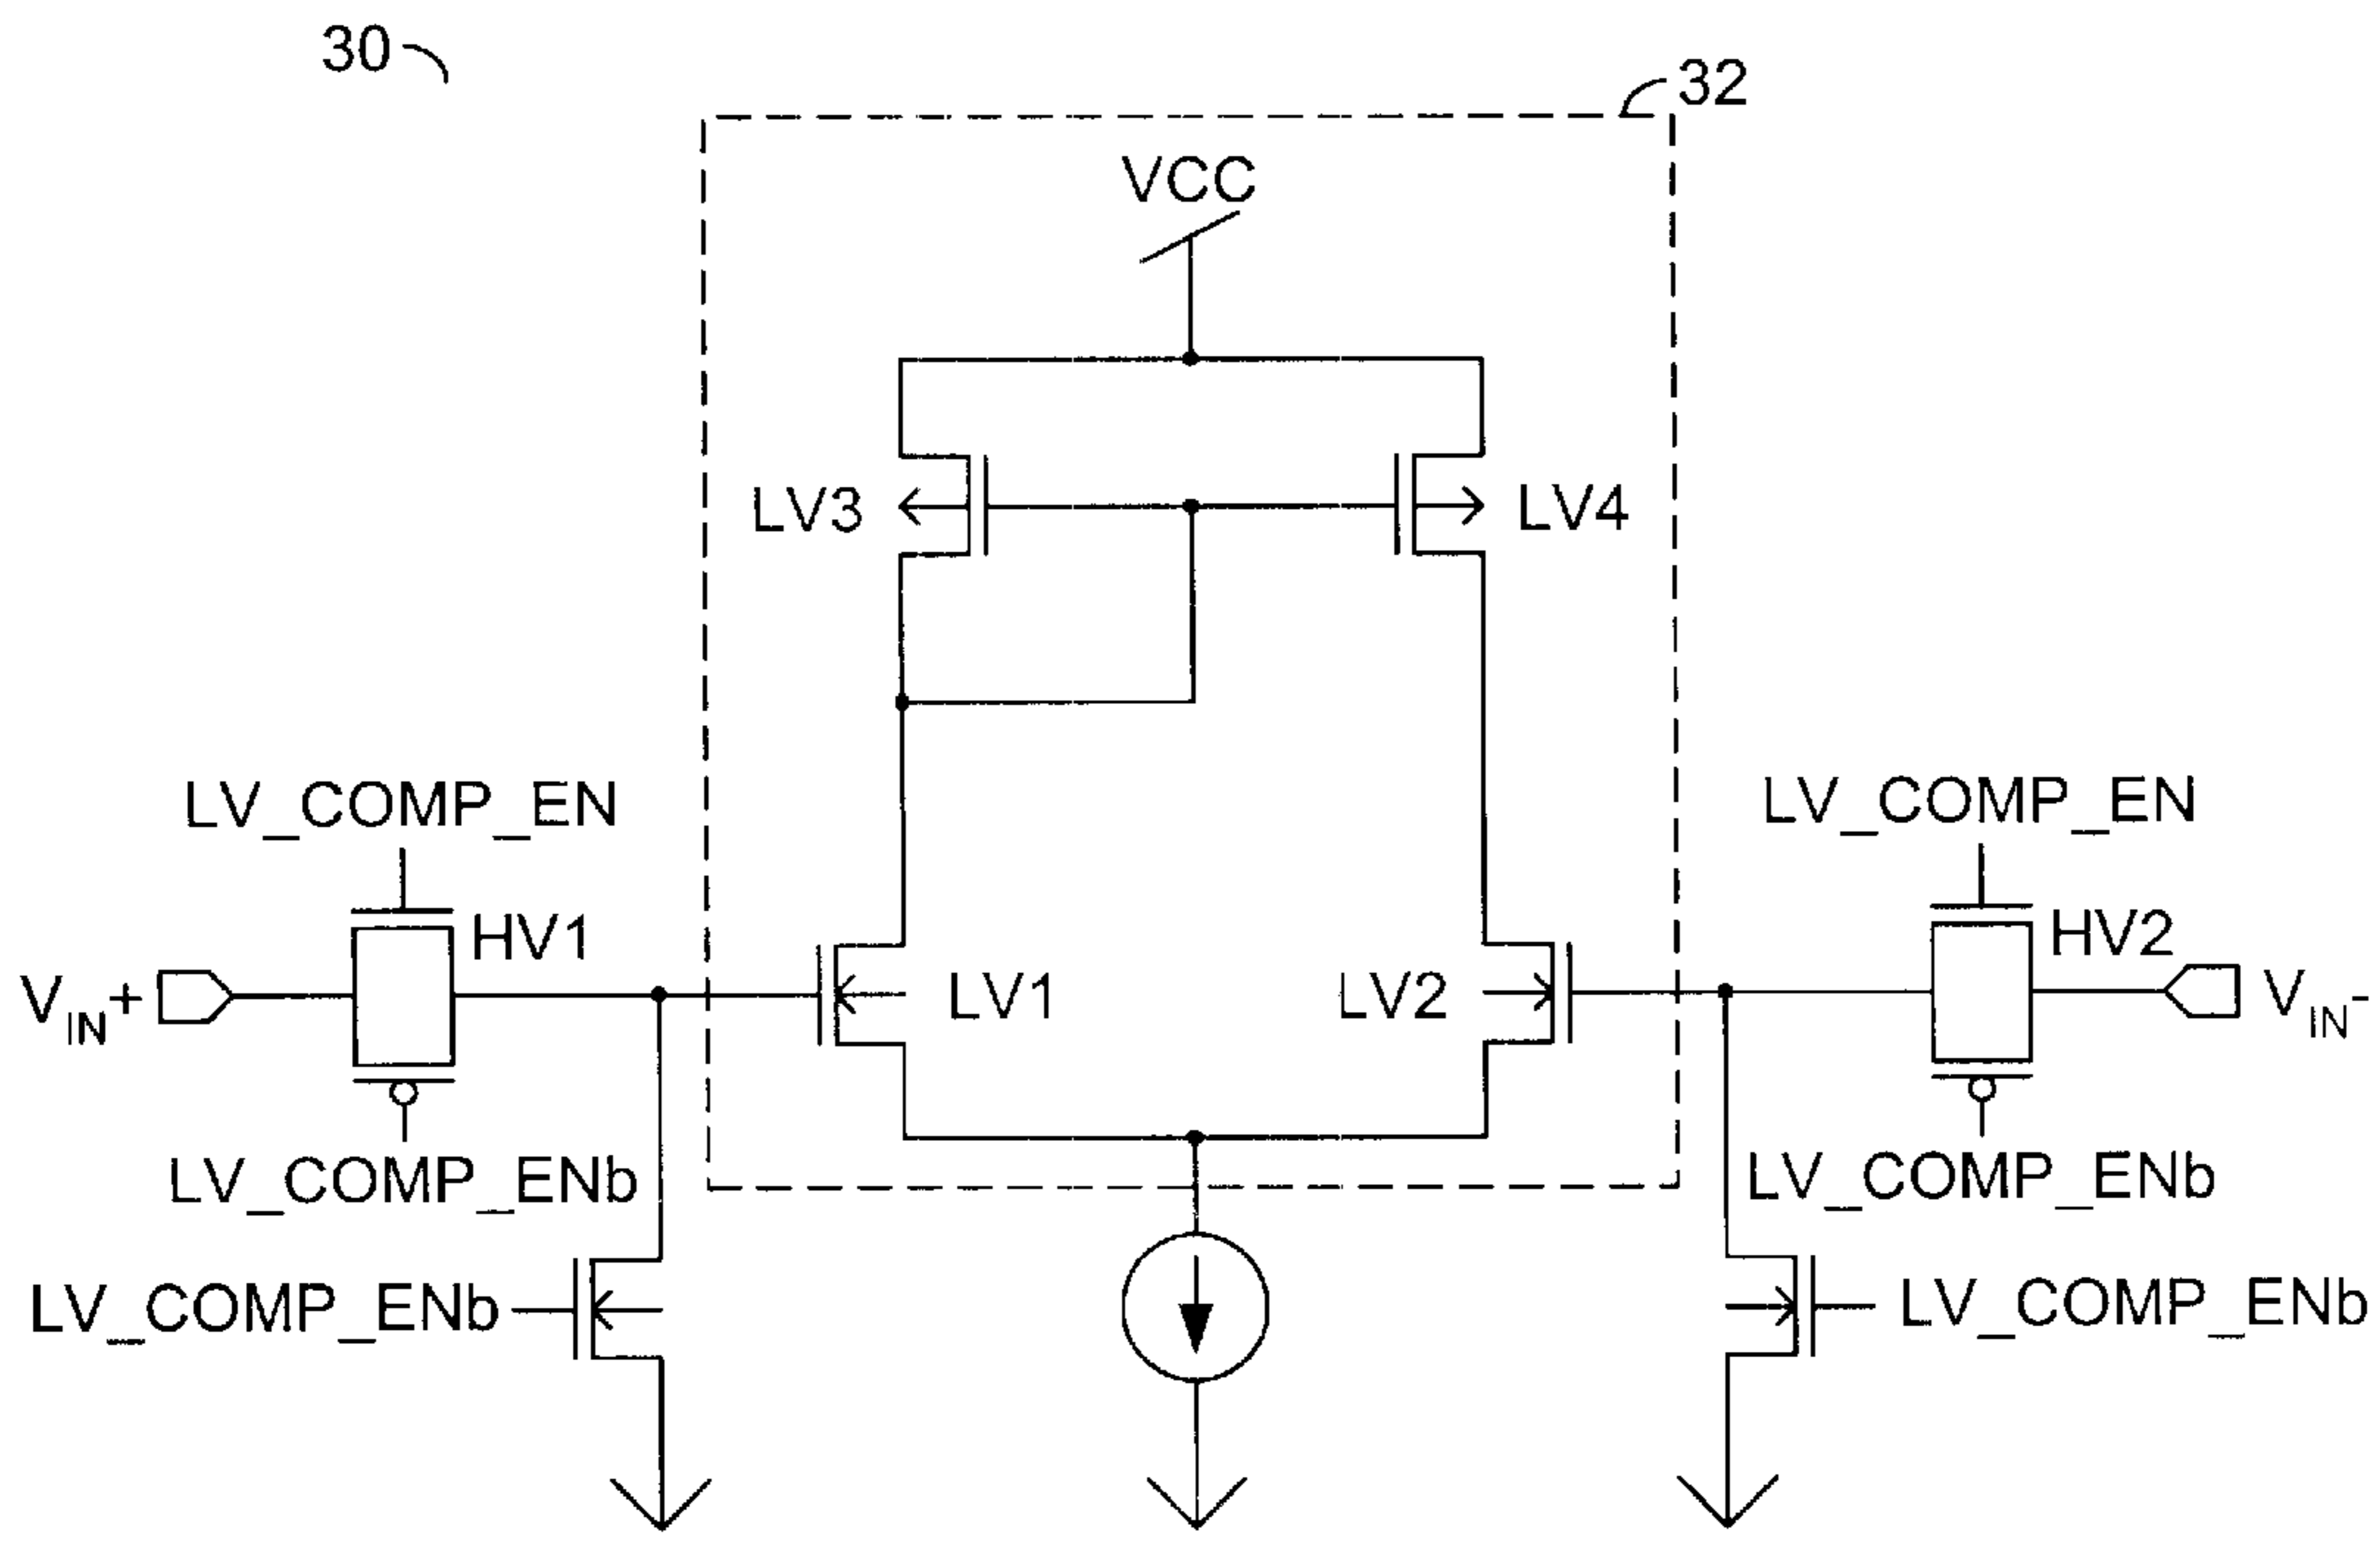 30
32
VCC
LV3
LV4
LV_COMP_EN
LV_COMP_EN
HV1
HV2
VIN+
LV1
LV2
VIN-
LV_COMP_ENb
LV_COMP_ENb
LV_COMP_ENb
LV_COMP_ENb